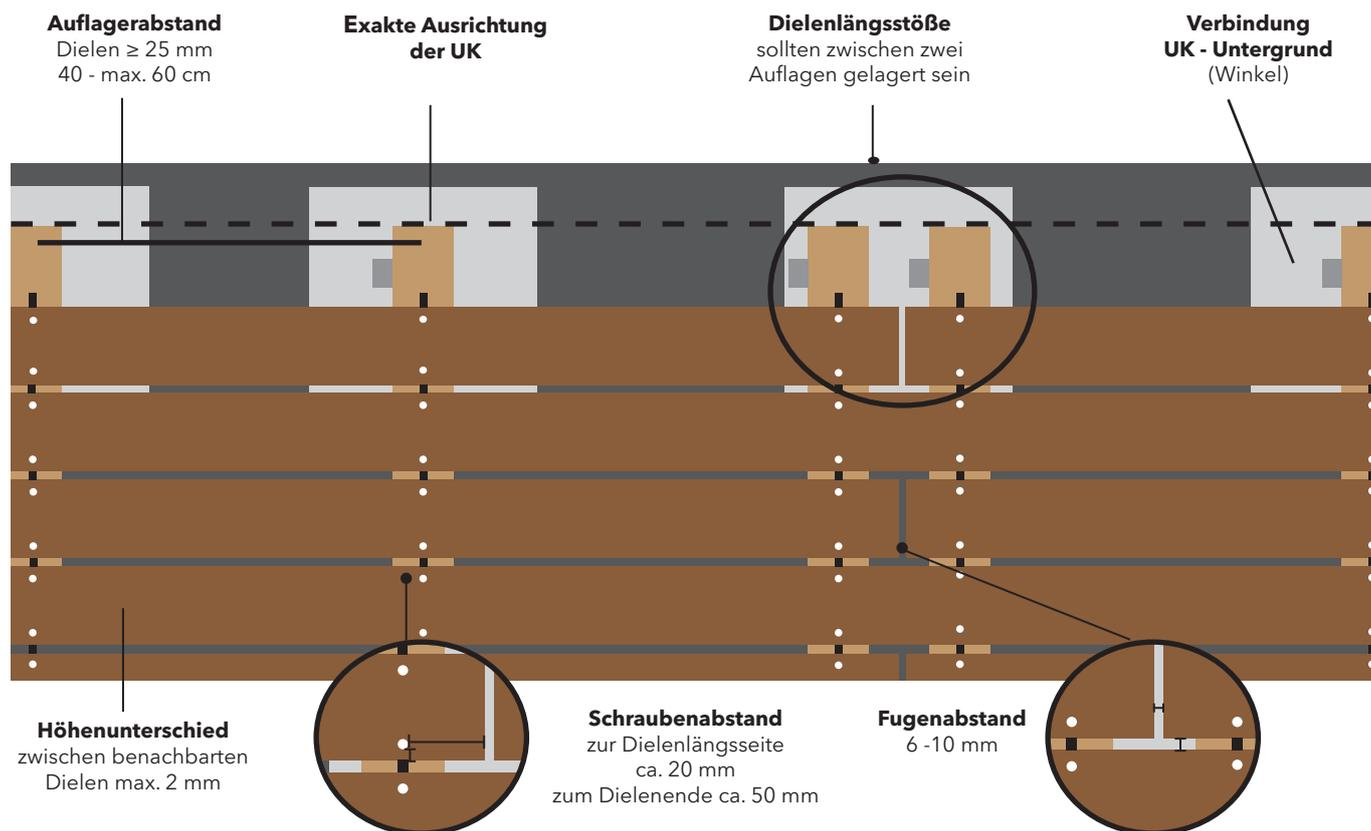 Auflagerabstand
Dielen ≥ 25 mm
40 - max. 60 cm
Exakte Ausrichtung
der UK
Dielenlängsstöße
sollten zwischen zwei
Auflagen gelagert sein
Verbindung
UK - Untergrund
(Winkel)
Höhenunterschied
zwischen benachbarten
Dielen max. 2 mm
Schraubenabstand
zur Dielenlängsseite
ca. 20 mm
zum Dielenende ca. 50 mm
Fugenabstand
6 -10 mm